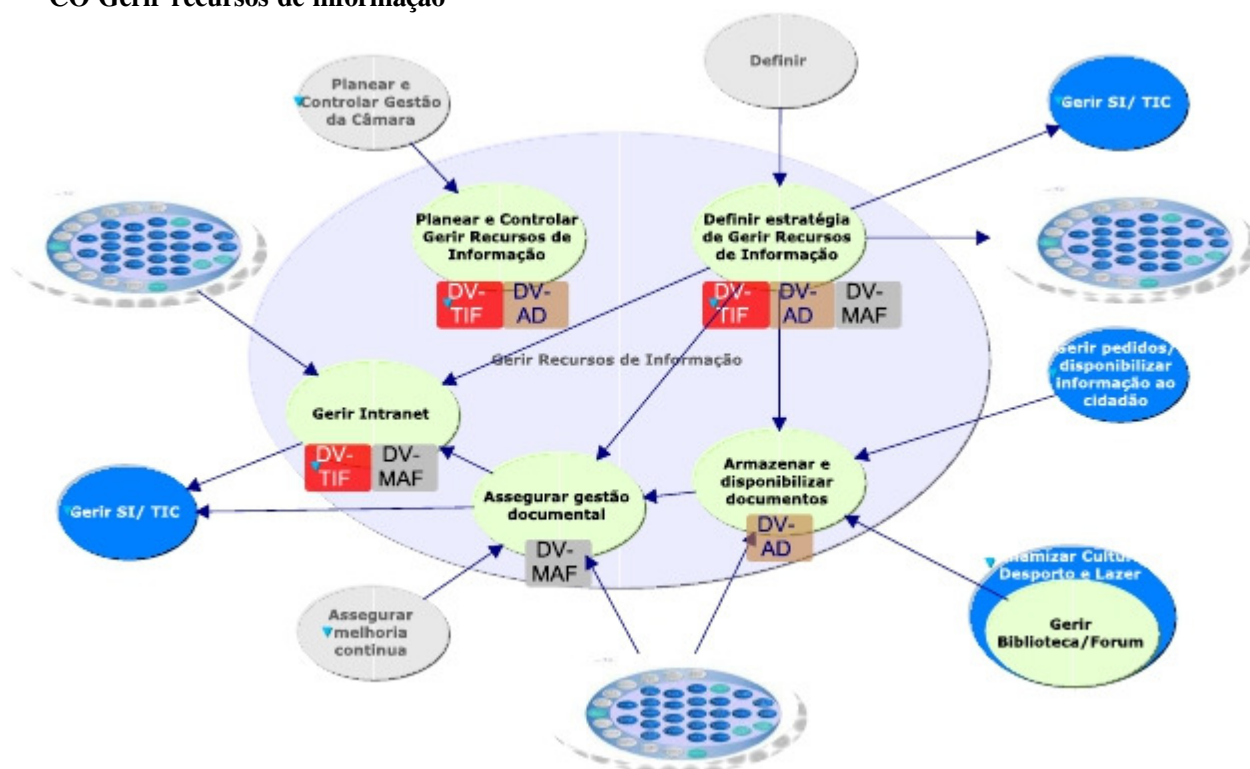 CO Gerir recursos de informação
Planear e
Controlar Gestão
da Câmara
Definir
Gerir SI/ TIC
Planear e Controlar
Gerir Recursos de
Informação
Definir estratégia
de Gerir Recursos
de Informação
DV-
TIF
DV-
AD
DV-
TIF
DV-
AD
DV-
MAF
Gerir Recursos de Informação
Gerir pedidos/
disponibilizar
informação ao
cidadão
Gerir Intranet
DV-
TIF
DV-
MAF
Armazenar e
disponibilizar
documentos
DV-
AD
Gerir SI/ TIC
Assegurar gestão
documental
DV-
MAF
Assegurar
melhoria
contínua
Desporto e Lazer
Gerir
Biblioteca/Forum